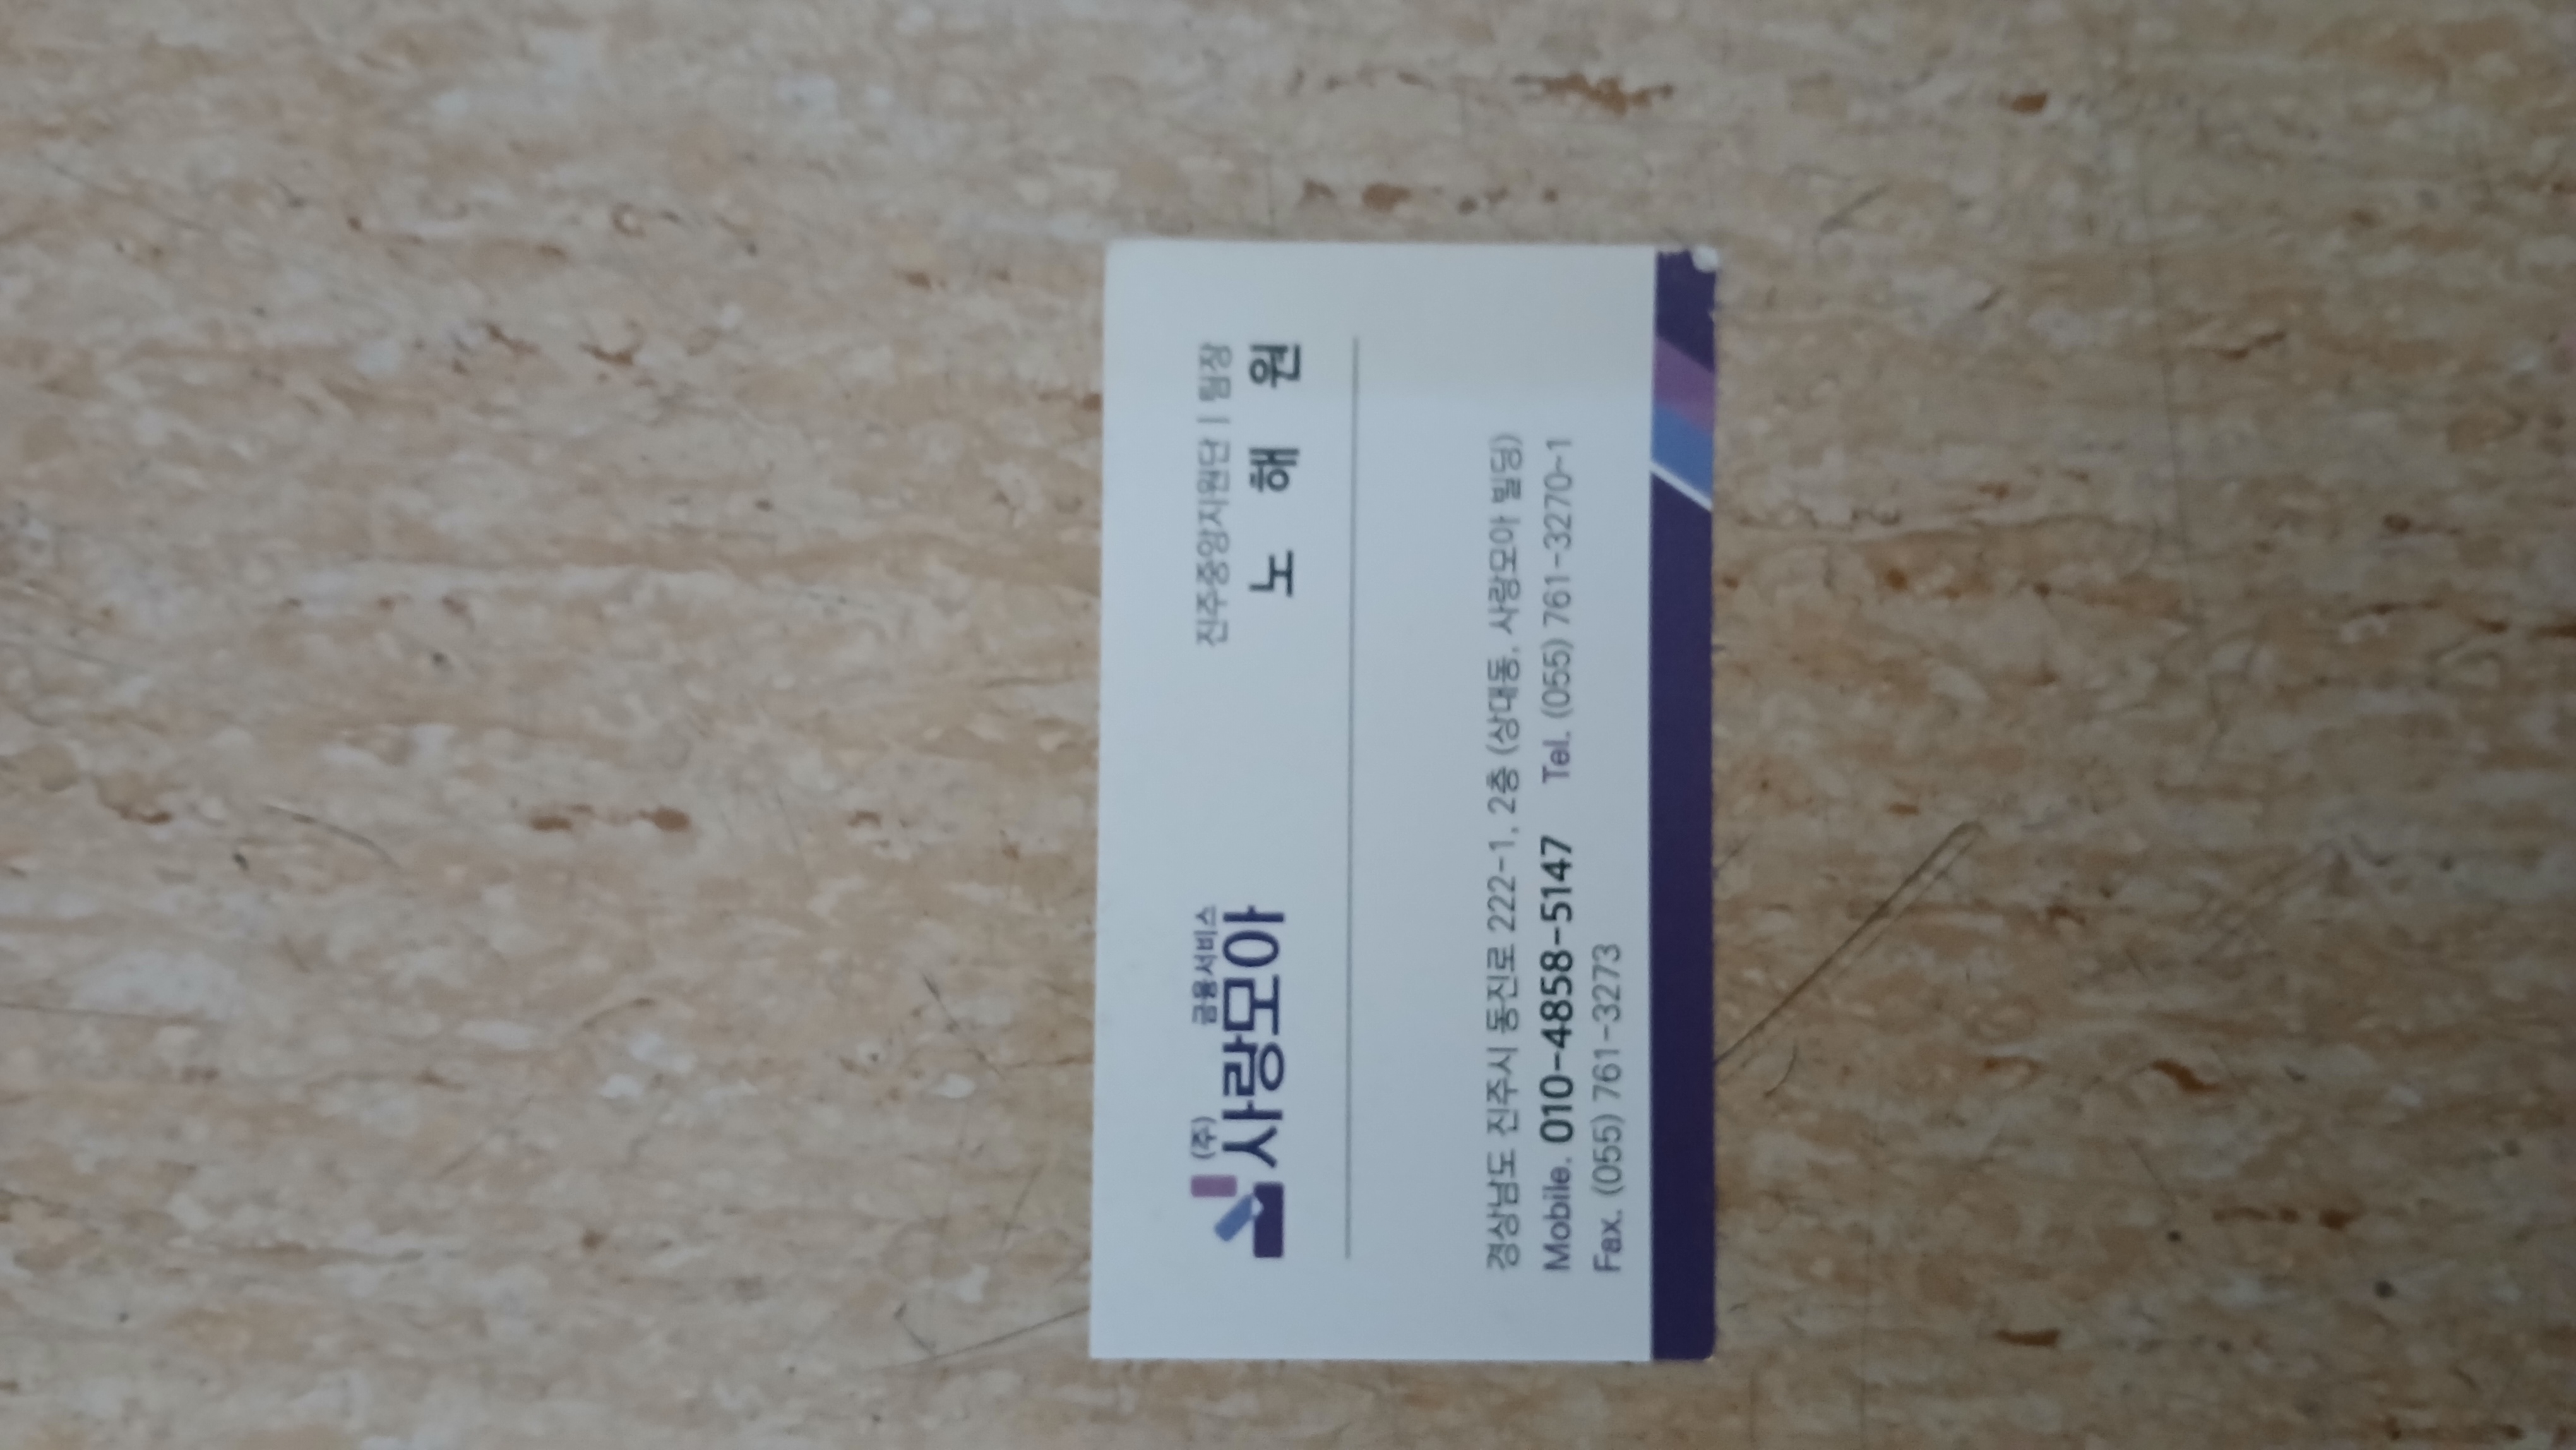 (주) 금융서비스
사랑모아
진주중앙지원단 | 팀장
노 해 원
경상남도 진주시 동진로 222-1, 2층 (상대동, 사랑모아 빌딩)
Mobile. 010-4858-5147 Tel. (055) 761-3270~1
Fax. (055) 761-3273